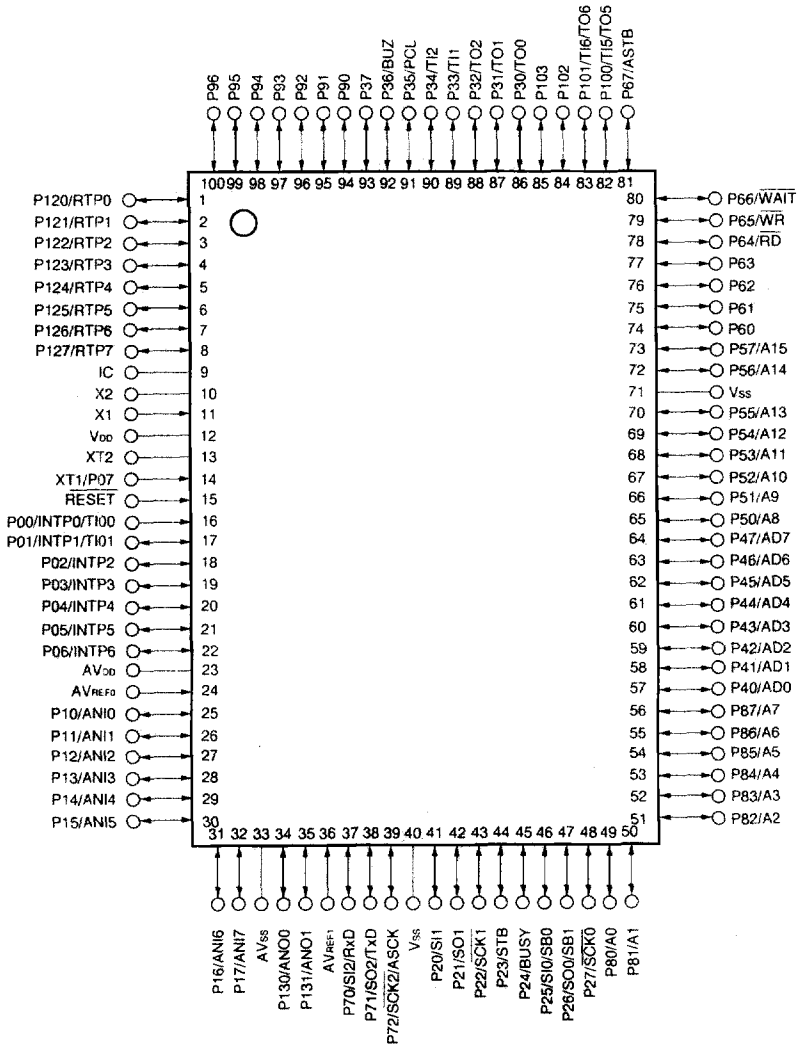 P96
P95
P94
P93
P92
P91
P90
P37
P36/BUZ
P35/PCL
P34/TI2
P33/TI1
P32/TO2
P31/TO1
P30/TO0
P103
P102
P101/TI6/TO6
P100/TI5/TO5
P67/ASTB
100 99 98 97 96 95 94 93 92 91 90 89 88 87 86 85 84 83 82 81
P120/RTP0 1
P121/RTP1 2
P122/RTP2 3
P123/RTP3 4
P124/RTP4 5
P125/RTP5 6
P126/RTP6 7
P127/RTP7 8
IC 9
X2 10
X1 11
VDD 12
XT2 13
XT1/P07 14
RESET 15
P00/INTP0/TI00 16
P01/INTP1/TI01 17
P02/INTP2 18
P03/INTP3 19
P04/INTP4 20
P05/INTP5 21
P06/INTP6 22
AVDD 23
AVREF0 24
P10/ANI0 25
P11/ANI1 26
P12/ANI2 27
P13/ANI3 28
P14/ANI4 29
P15/ANI5 30
80 P66/WAIT
79 P65/WR
78 P64/RD
77 P63
76 P62
75 P61
74 P60
73 P57/A15
72 P56/A14
71 VSS
70 P55/A13
69 P54/A12
68 P53/A11
67 P52/A10
66 P51/A9
65 P50/A8
64 P47/AD7
63 P46/AD6
62 P45/AD5
61 P44/AD4
60 P43/AD3
59 P42/AD2
58 P41/AD1
57 P40/AD0
56 P87/A7
55 P86/A6
54 P85/A5
53 P84/A4
52 P83/A3
51 P82/A2
31 32 33 34 35 36 37 38 39 40 41 42 43 44 45 46 47 48 49 50
P16/ANI6
P17/ANI7
AVSS
P130/ANO0
P131/ANO1
AVREF1
P70/SI2/RxD
P71/SO2/TxD
P72/SCK2/ASCK
VSS
P20/SI1
P21/SO1
P22/SCK1
P23/STB
P24/BUSY
P25/SI0/SB0
P26/SO0/SB1
P27/SCK0
P80/A0
P81/A1